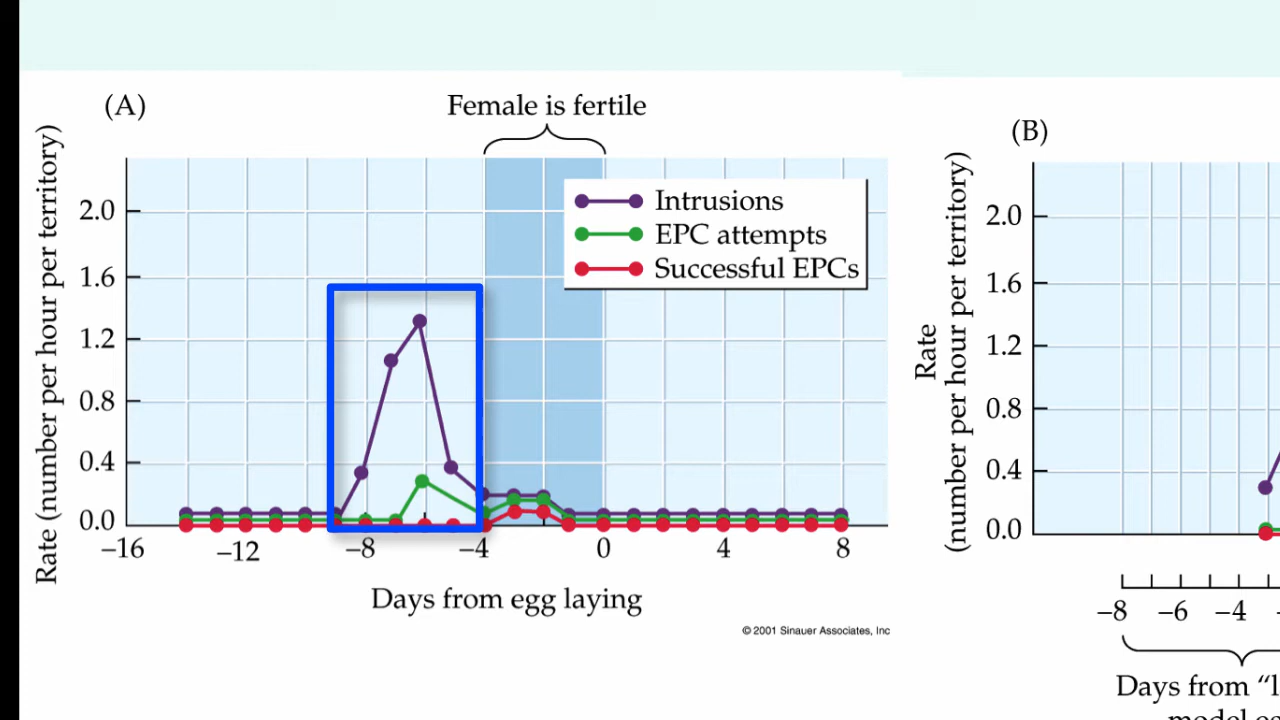 (A)
Female is fertile
Rate (number per hour per territory)
2.0
1.6
1.2
0.8
0.4
0.0
Intrusions
EPC attempts
Successful EPCs
–16 –12 –8 –4 0 4 8
Days from egg laying
© 2001 Sinauer Associates, Inc
(B)
Rate
(number per hour per territory)
2.0
1.6
1.2
0.8
0.4
0.0
–8 –6 –4
Days from